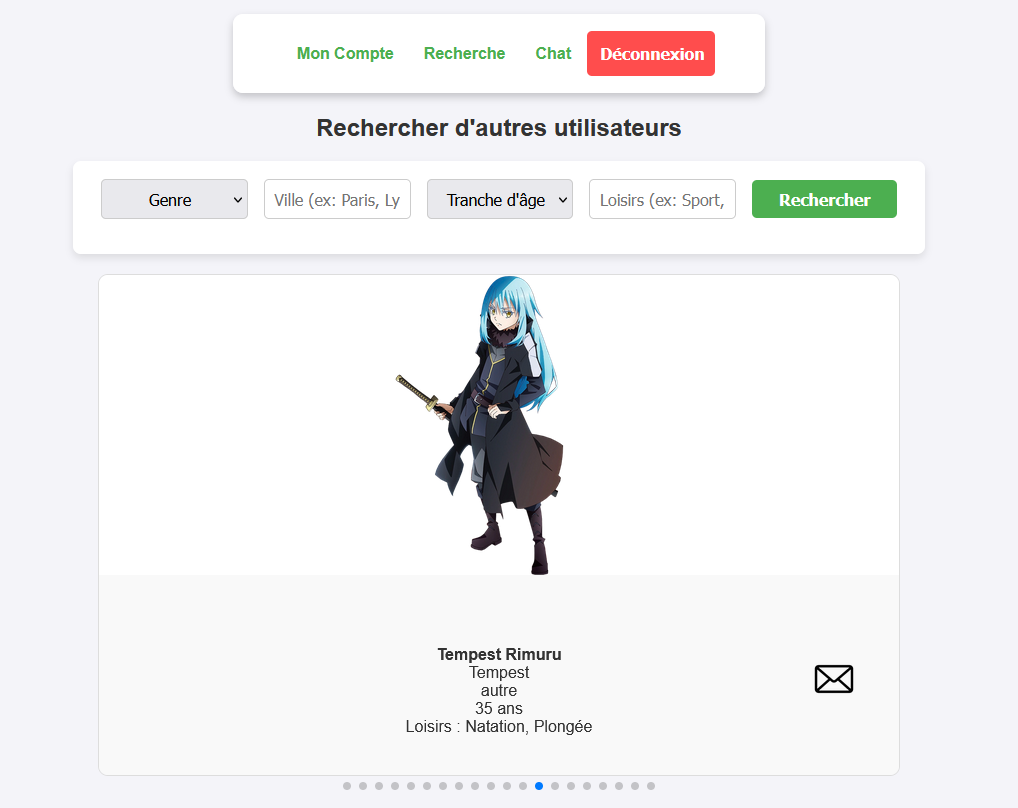 Mon Compte Recherche Chat Déconnexion
Rechercher d'autres utilisateurs
Genre Ville (ex: Paris, Ly Tranche d'âge Loisirs (ex: Sport, Rechercher
Tempest Rimuru
Tempest
autre
35 ans
Loisirs : Natation, Plongée